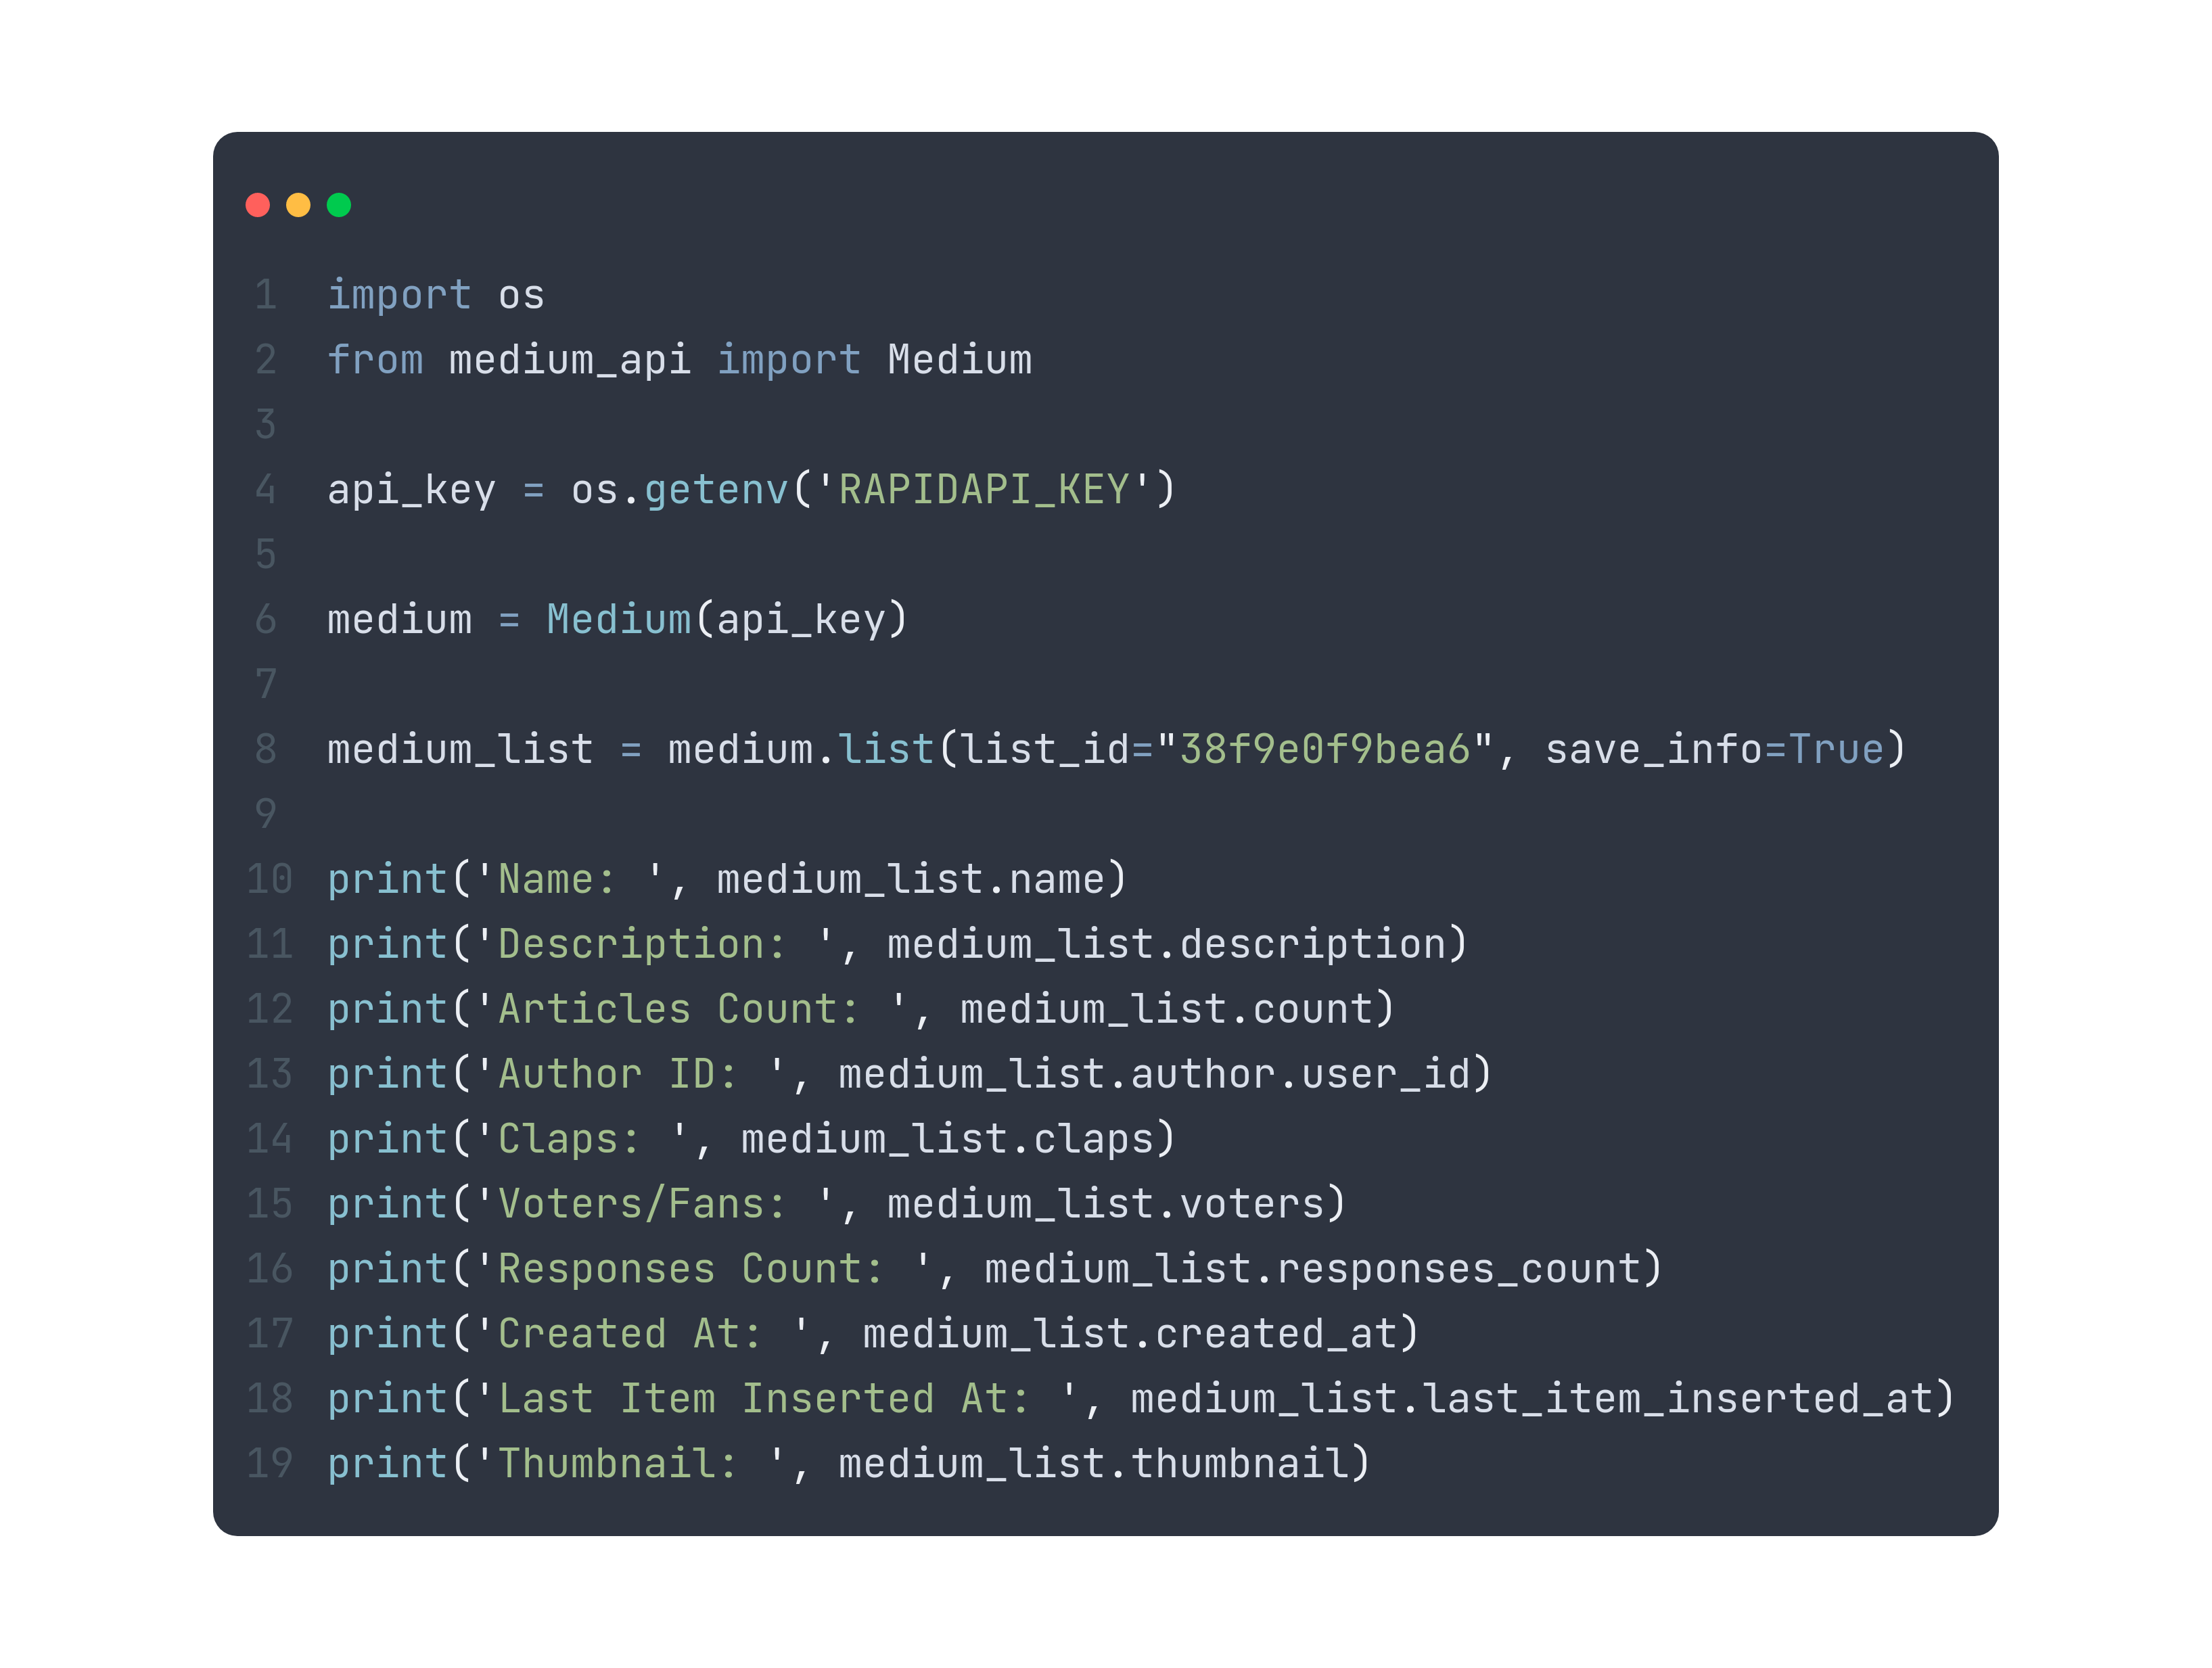 1 import os
2 from medium_api import Medium
3
4 api_key = os.getenv('RAPIDAPI_KEY')
5
6 medium = Medium(api_key)
7
8 medium_list = medium.list(list_id="38f9e0f9bea6", save_info=True)
9
10 print('Name: ', medium_list.name)
11 print('Description: ', medium_list.description)
12 print('Articles Count: ', medium_list.count)
13 print('Author ID: ', medium_list.author.user_id)
14 print('Claps: ', medium_list.claps)
15 print('Voters/Fans: ', medium_list.voters)
16 print('Responses Count: ', medium_list.responses_count)
17 print('Created At: ', medium_list.created_at)
18 print('Last Item Inserted At: ', medium_list.last_item_inserted_at)
19 print('Thumbnail: ', medium_list.thumbnail)